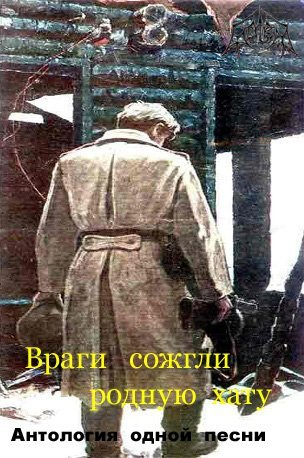 Враги сожгли
родную хату
Антология одной песни